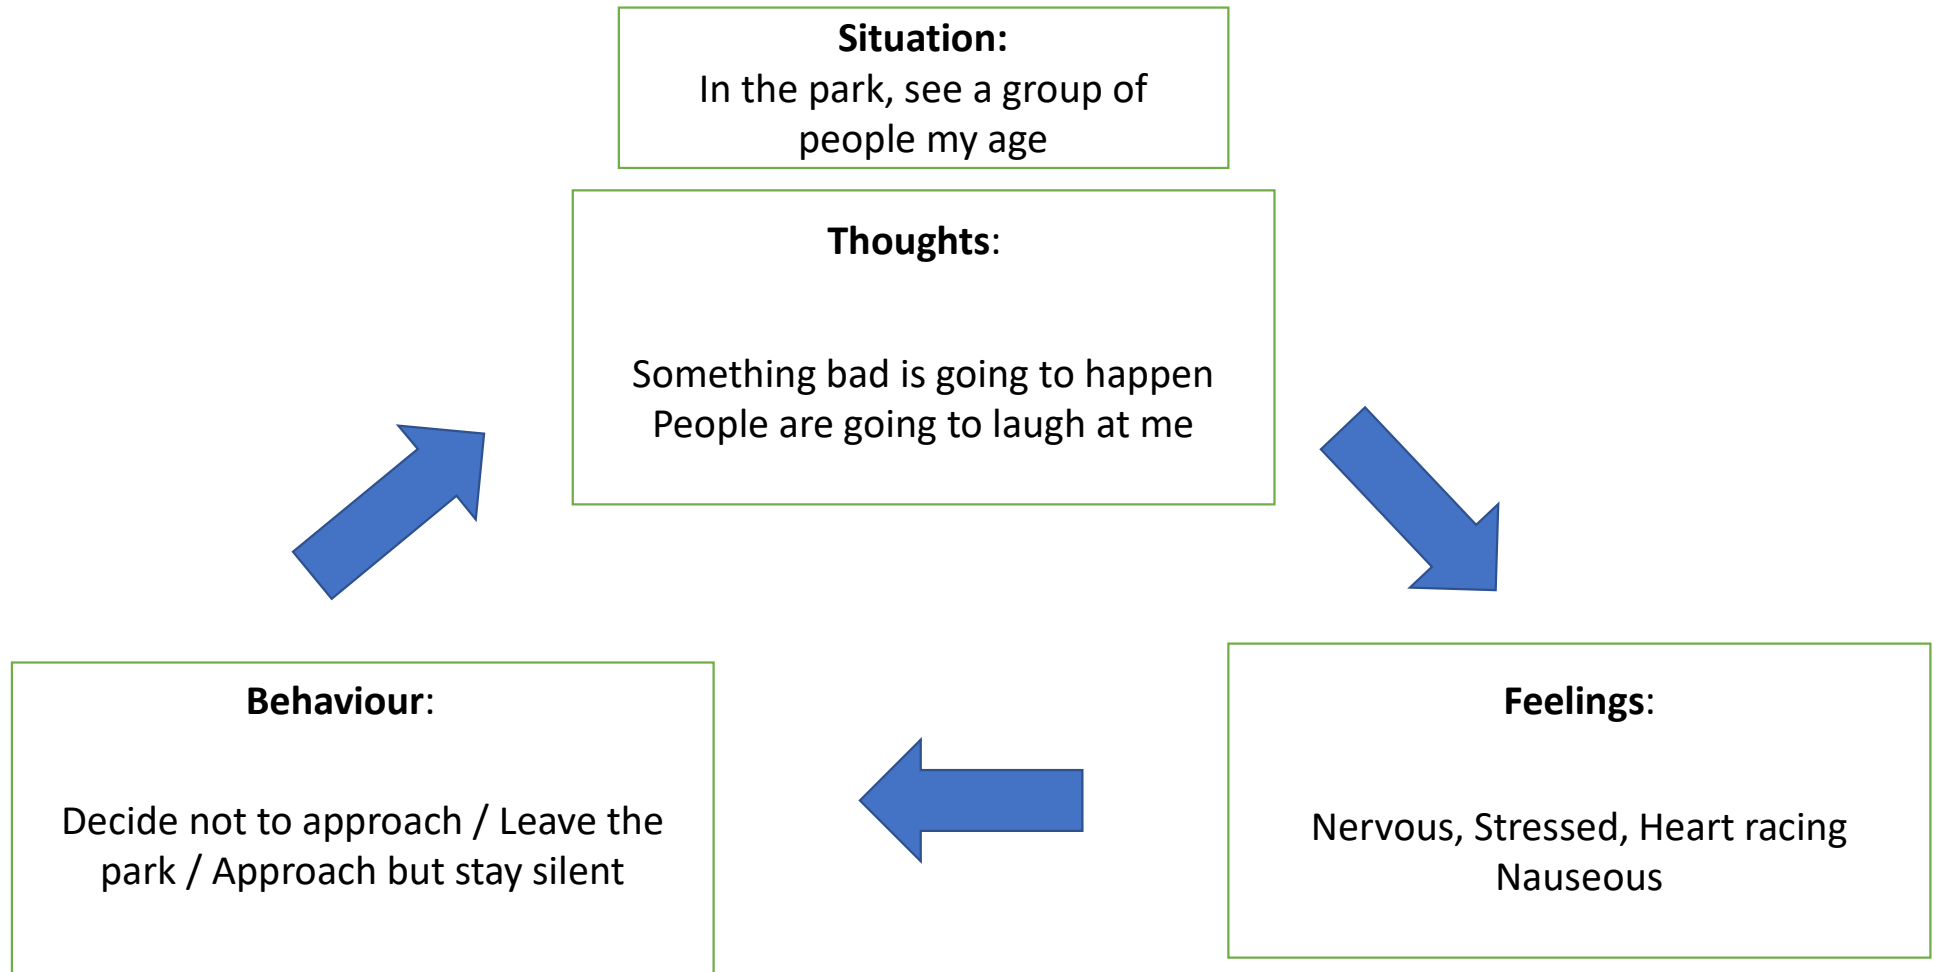 Situation:
In the park, see a group of
people my age
Thoughts:
Something bad is going to happen
People are going to laugh at me
Behaviour:
Decide not to approach / Leave the
park / Approach but stay silent
Feelings:
Nervous, Stressed, Heart racing
Nauseous